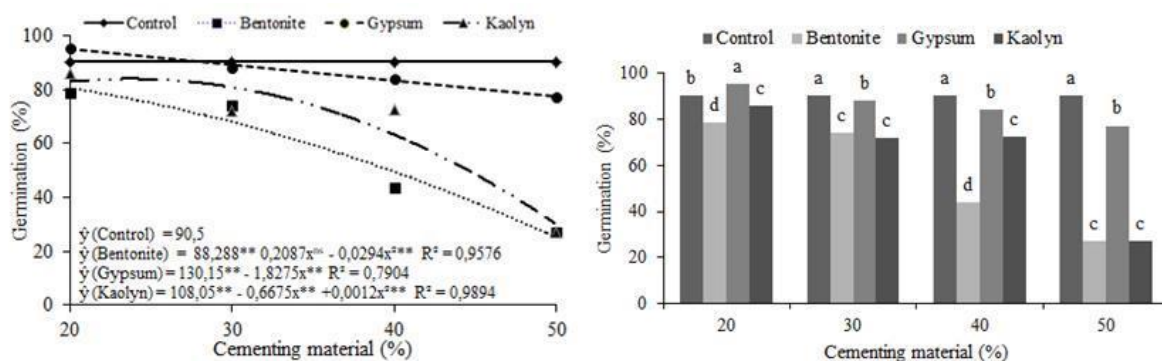 Control Bentonite Gypsum Kaolyn
100
80
60
40
20
0
Germination (%)
ŷ (Control) = 90,5
ŷ (Bentonite) = 88,288** 0,2087xⁿˢ - 0,0294x²** R² = 0,9576
ŷ (Gypsum) = 130,15** - 1,8275x** R² = 0,7904
ŷ (Kaolyn) = 108,05** - 0,6675x** +0,0012x²** R² = 0,9894
20 30 40 50
Cementing material (%)
Control Bentonite Gypsum Kaolyn
100
80
60
40
20
0
Germination (%)
b d a c a c b c a d b c a c b c
20 30 40 50
Cementing material (%)